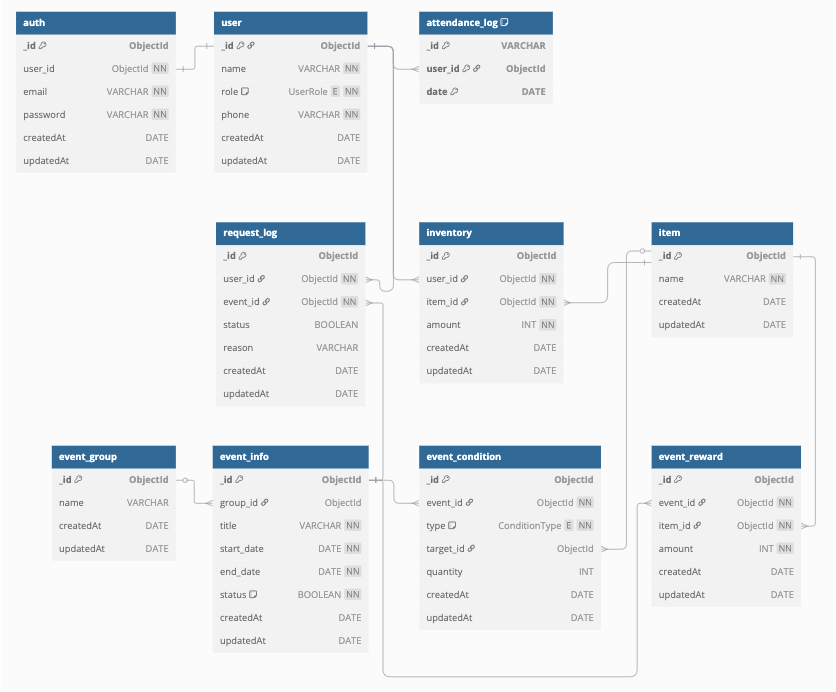 auth
_id ObjectId
user_id ObjectId NN
email VARCHAR NN
password VARCHAR NN
createdAt DATE
updatedAt DATE
user
_id ObjectId
name VARCHAR NN
role UserRole E NN
phone VARCHAR NN
createdAt DATE
updatedAt DATE
attendance_log
_id VARCHAR
user_id ObjectId
date DATE
request_log
_id ObjectId
user_id ObjectId NN
event_id ObjectId NN
status BOOLEAN
reason VARCHAR
createdAt DATE
updatedAt DATE
inventory
_id ObjectId
user_id ObjectId NN
item_id ObjectId NN
amount INT NN
createdAt DATE
updatedAt DATE
item
_id ObjectId
name VARCHAR NN
createdAt DATE
updatedAt DATE
event_group
_id ObjectId
name VARCHAR
createdAt DATE
updatedAt DATE
event_info
_id ObjectId
group_id ObjectId
title VARCHAR NN
start_date DATE NN
end_date DATE NN
status BOOLEAN NN
createdAt DATE
updatedAt DATE
event_condition
_id ObjectId
event_id ObjectId NN
type ConditionType E NN
target_id ObjectId
quantity INT
createdAt DATE
updatedAt DATE
event_reward
_id ObjectId
event_id ObjectId NN
item_id ObjectId NN
amount INT NN
createdAt DATE
updatedAt DATE